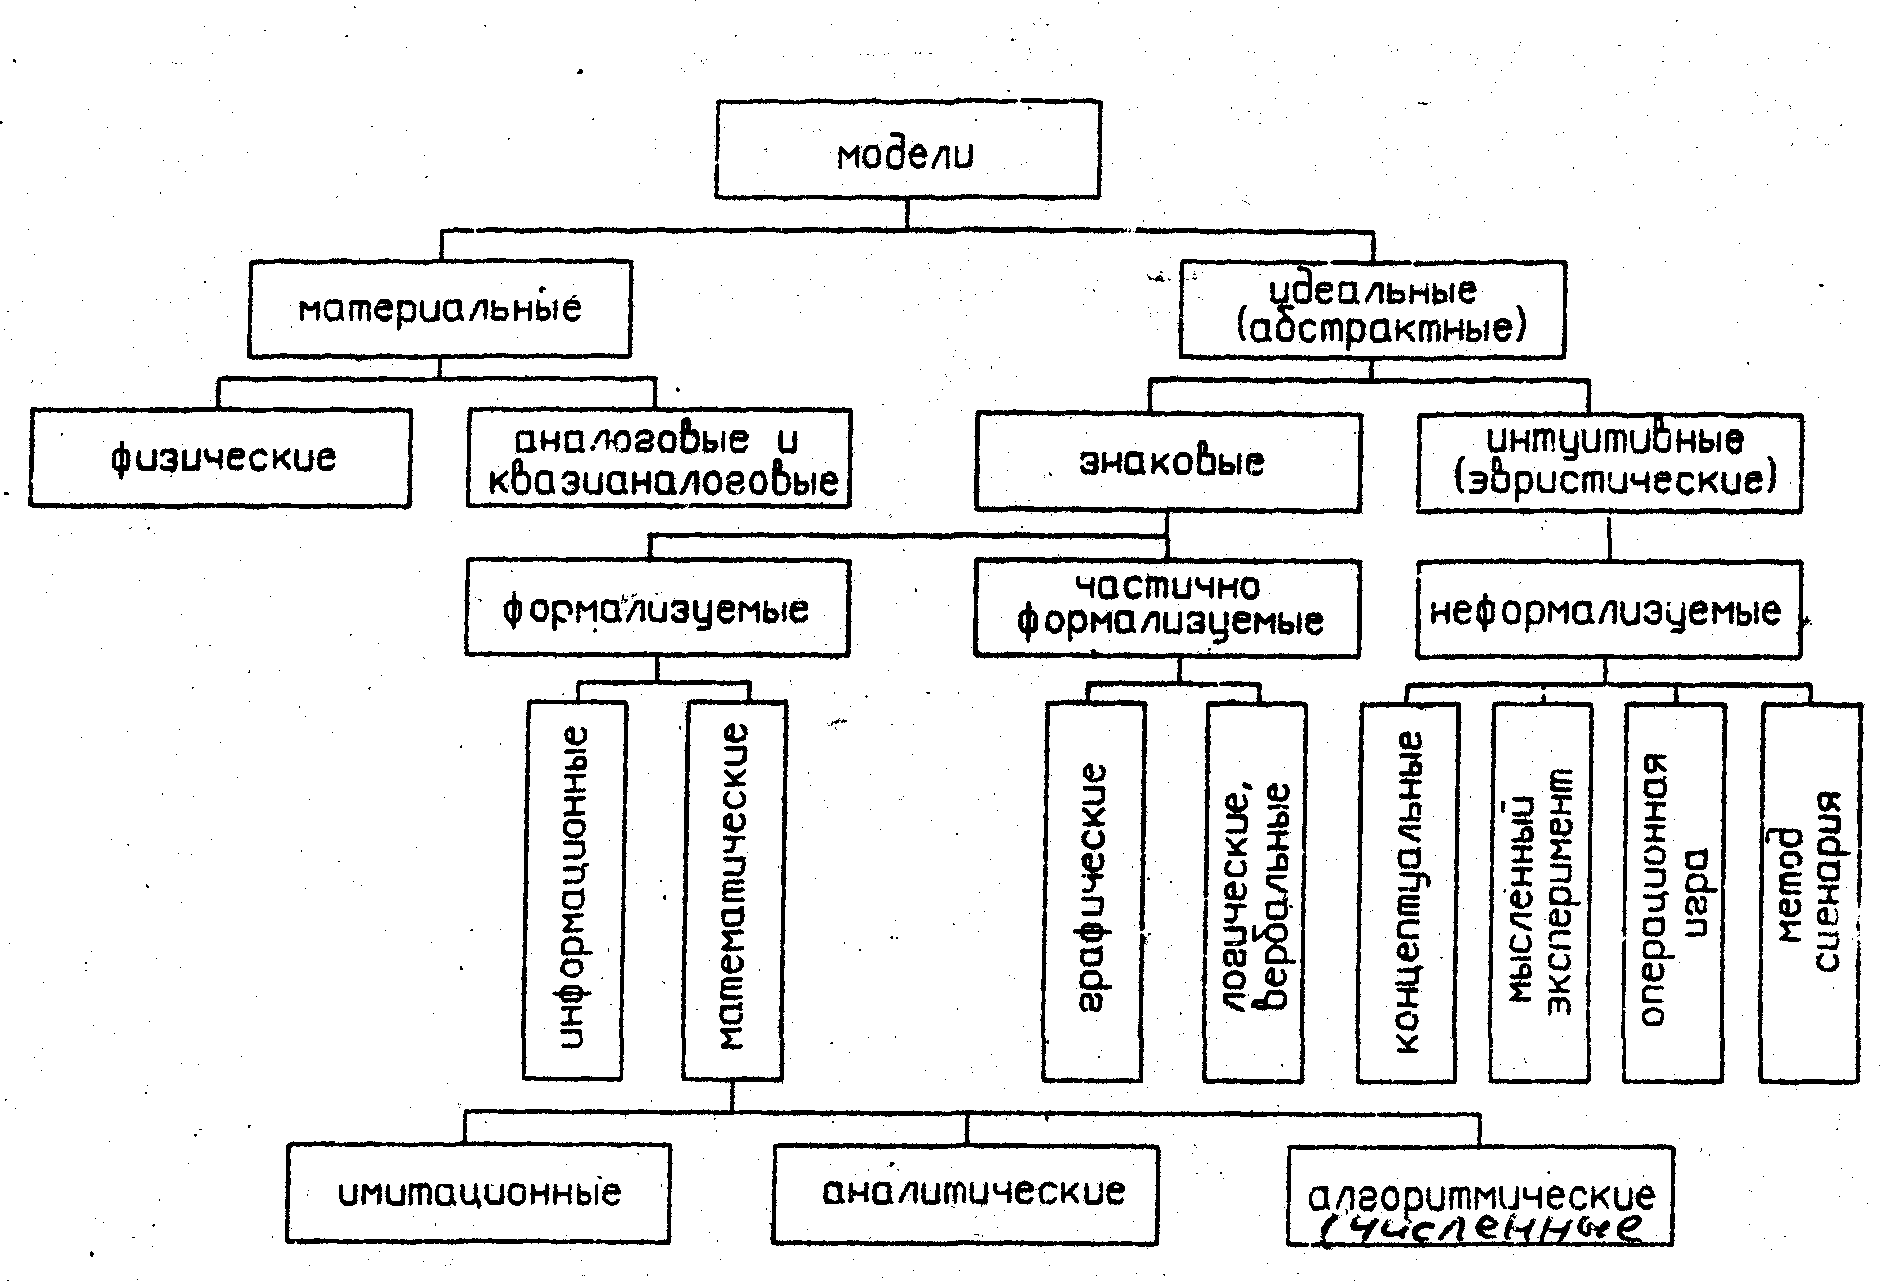 модели
материальные
идеальные
(абстрактные)
физические
аналоговые и
квазианалоговые
знаковые
интуитивные
(эвристические)
формализуемые
частично
формализуемые
неформализуемые
информационные
математические
графические
логические,
вербальные
концептуальные
мысленный
эксперимент
операционная
игра
метод
сценария
имитационные
аналитические
алгоритмические
(численные